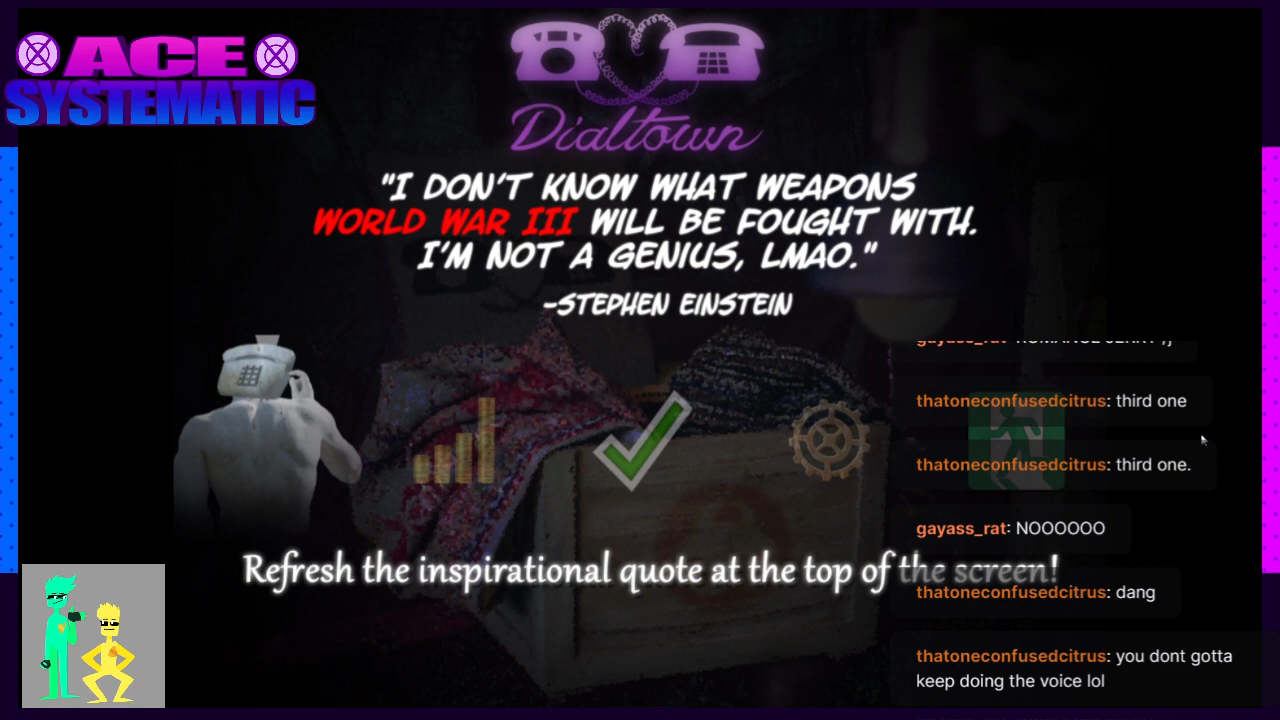 ACE
SYSTEMATIC
Dialtown
"I DON'T KNOW WHAT WEAPONS
WORLD WAR III WILL BE FOUGHT WITH.
I'M NOT A GENIUS, LMAO."
-STEPHEN EINSTEIN
Refresh the inspirational quote at the top of the screen!
thatoneconfusedcitrus: third one
thatoneconfusedcitrus: third one.
gayass_rat: NOOOOOO
thatoneconfusedcitrus: dang
thatoneconfusedcitrus: you dont gotta
keep doing the voice lol